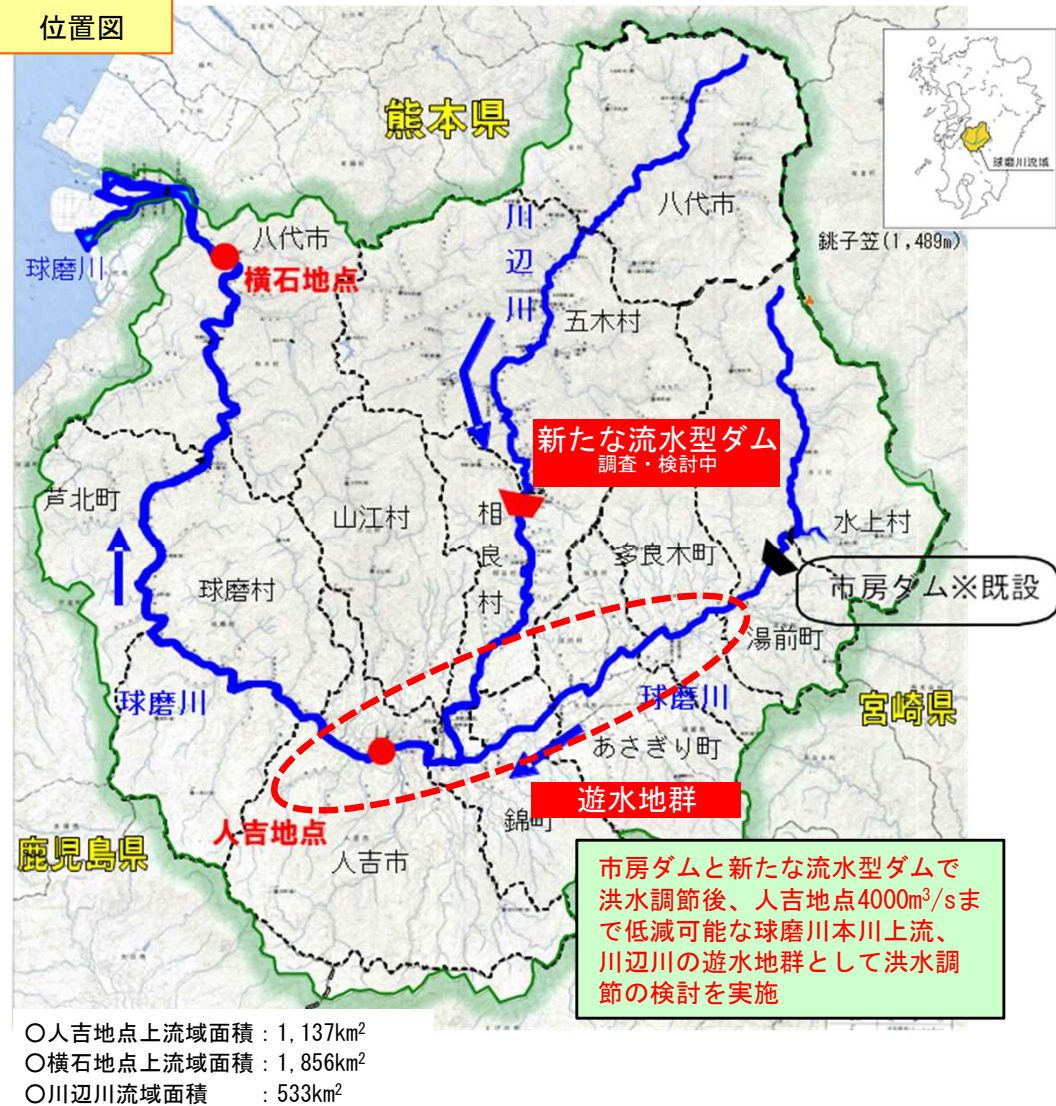 位置図
熊本県
球磨川流域
川辺川
八代市
銚子笠(1,489m)
八代市
球磨川
横石地点
五木村
新たな流水型ダム
調査・検討中
芦北町
山江村
相良村
水上村
多良木町
球磨村
市房ダム※既設
湯前町
球磨川
球磨川
宮崎県
あさぎり町
遊水地群
錦町
人吉地点
鹿児島県
人吉市
市房ダムと新たな流水型ダムで
洪水調節後、人吉地点4000m³/sま
で低減可能な球磨川本川上流、
川辺川の遊水地群として洪水調
節の検討を実施
〇人吉地点上流域面積：1,137km²
〇横石地点上流域面積：1,856km²
〇川辺川流域面積　　：533km²